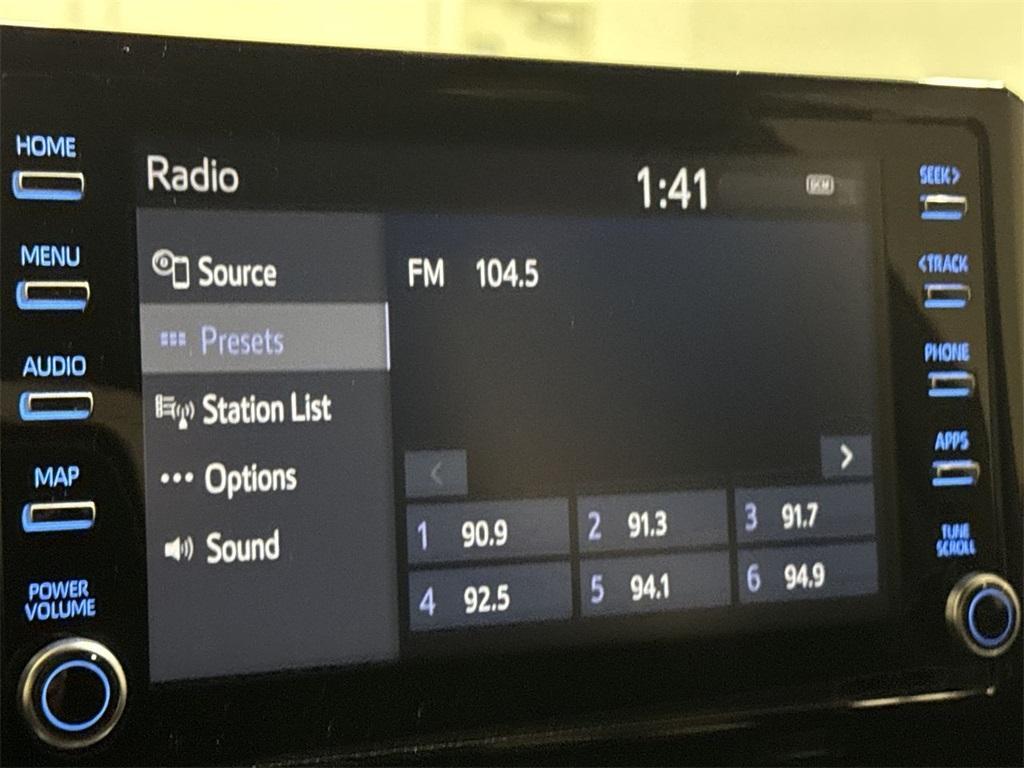 HOME
MENU
AUDIO
MAP
POWER
VOLUME
Radio
1:41
DCM
Source
Presets
Station List
Options
Sound
FM 104.5
<
>
1 90.9
2 91.3
3 91.7
4 92.5
5 94.1
6 94.9
SEEK>
<TRACK
PHONE
APPS
TUNE
SCROLL